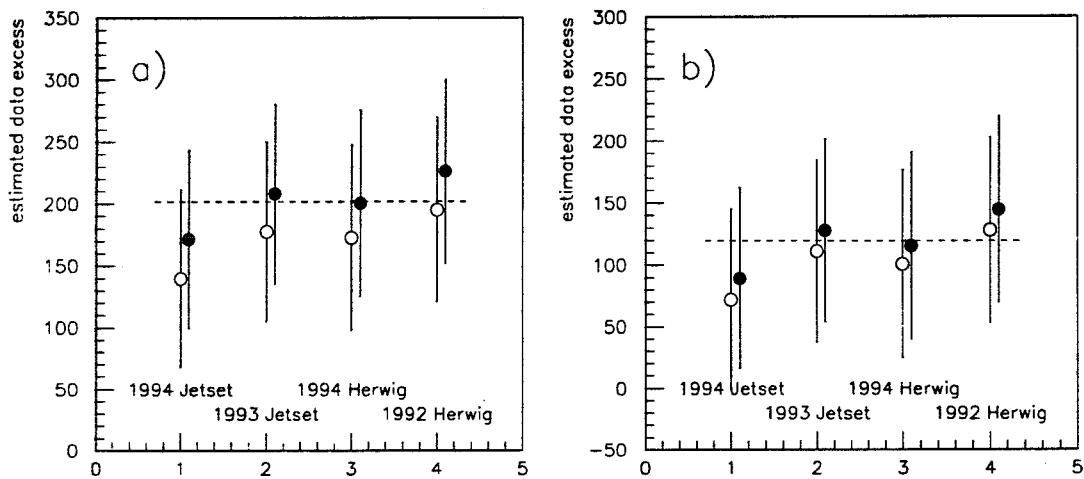 estimated data excess
a)
350
300
250
200
150
100
50
0
1994 Jetset
1994 Herwig
1993 Jetset
1992 Herwig
0 1 2 3 4 5
estimated data excess
b)
300
250
200
150
100
50
0
-50
1994 Jetset
1994 Herwig
1993 Jetset
1992 Herwig
0 1 2 3 4 5